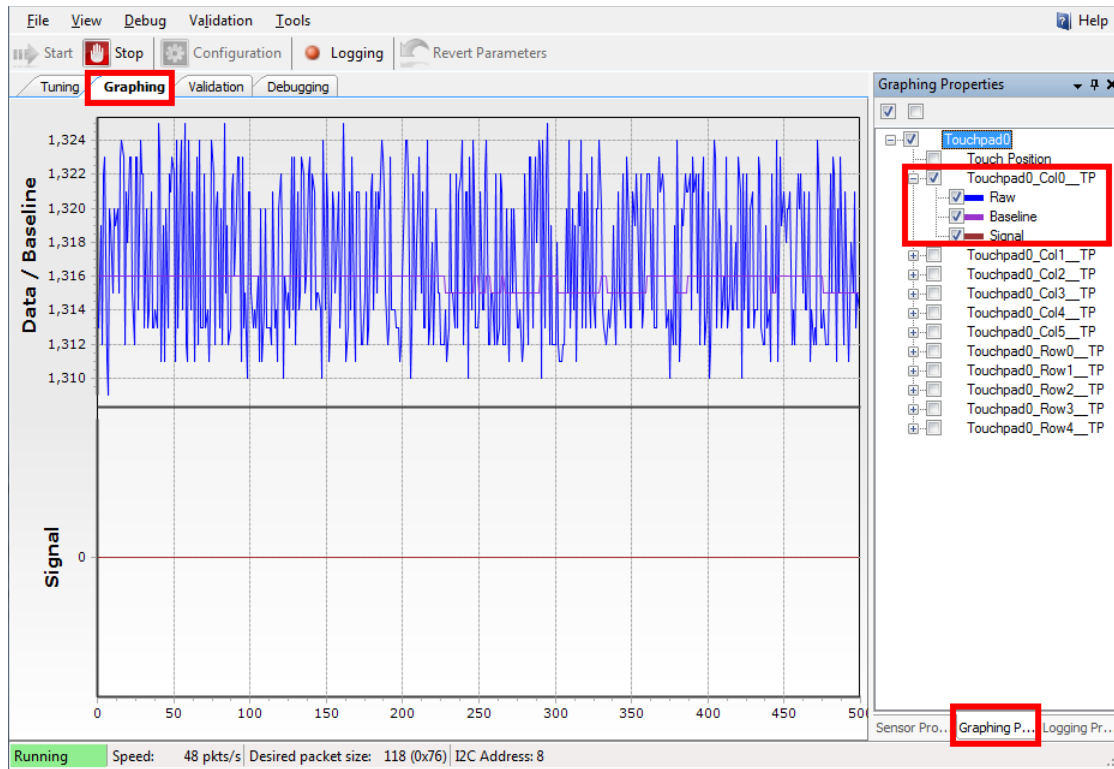 File View Debug Validation Tools Help
Start Stop Configuration Logging Revert Parameters
Tuning Graphing Validation Debugging
Graphing Properties
Touchpad0
Touch Position
Touchpad0_Col0__TP
Raw
Baseline
Signal
Touchpad0_Col1__TP
Touchpad0_Col2__TP
Touchpad0_Col3__TP
Touchpad0_Col4__TP
Touchpad0_Col5__TP
Touchpad0_Row0__TP
Touchpad0_Row1__TP
Touchpad0_Row2__TP
Touchpad0_Row3__TP
Touchpad0_Row4__TP
Data / Baseline
1,324
1,322
1,320
1,318
1,316
1,314
1,312
1,310
Signal
0
0 50 100 150 200 250 300 350 400 450 500
Sensor Pro... Graphing P... Logging Pr...
Running Speed: 48 pkts/s Desired packet size: 118 (0x76) I2C Address: 8